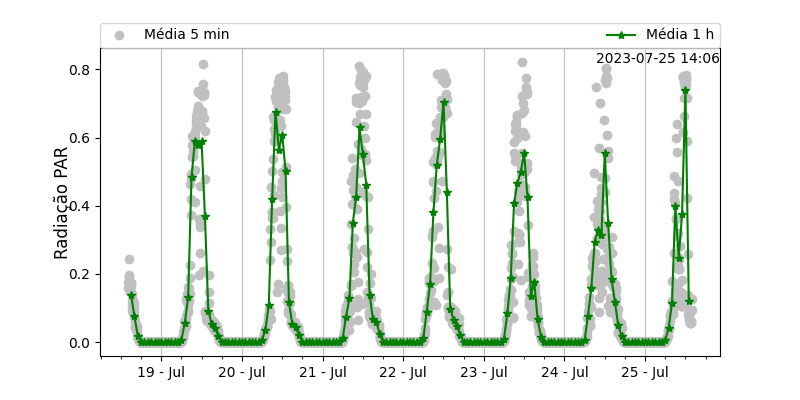 Média 5 min
Média 1 h
2023-07-25 14:06
Radiação PAR
0.8
0.6
0.4
0.2
0.0
19 - Jul
20 - Jul
21 - Jul
22 - Jul
23 - Jul
24 - Jul
25 - Jul